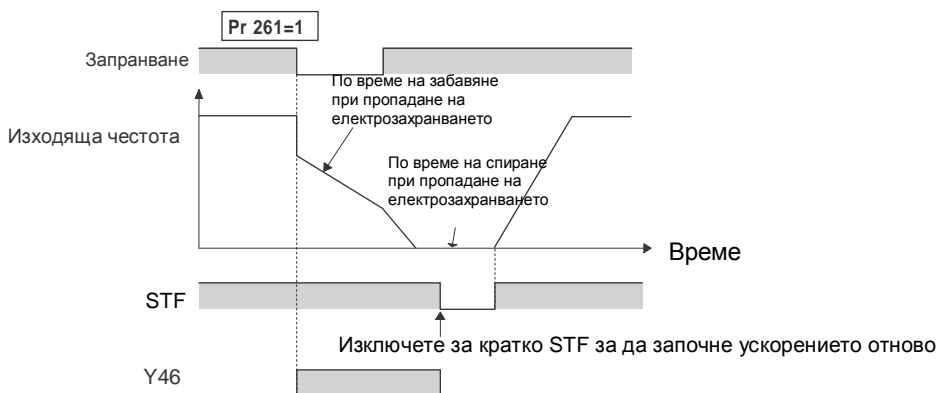 Pr 261=1
Запранване
По време на забавяне
при пропадане на
електрозахранването
Изходяща честота
По време на спиране
при пропадане на
електрозахранването
Време
STF
Изключете за кратко STF за да започне ускорението отново
Y46